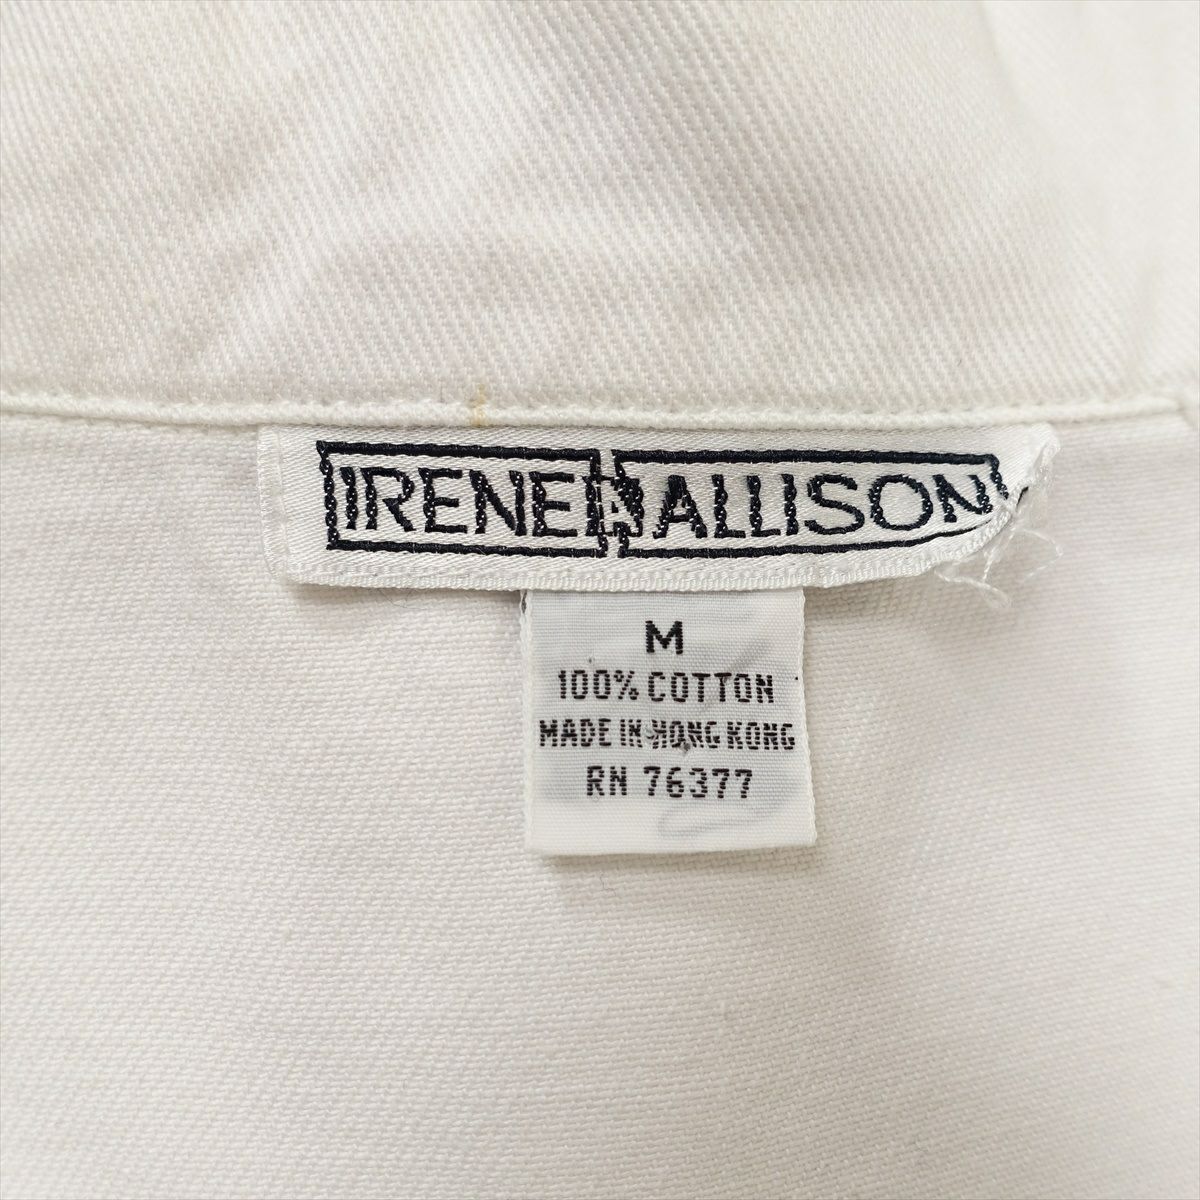 IRENE & ALLISON
M
100% COTTON
MADE IN HONG KONG
RN 76377